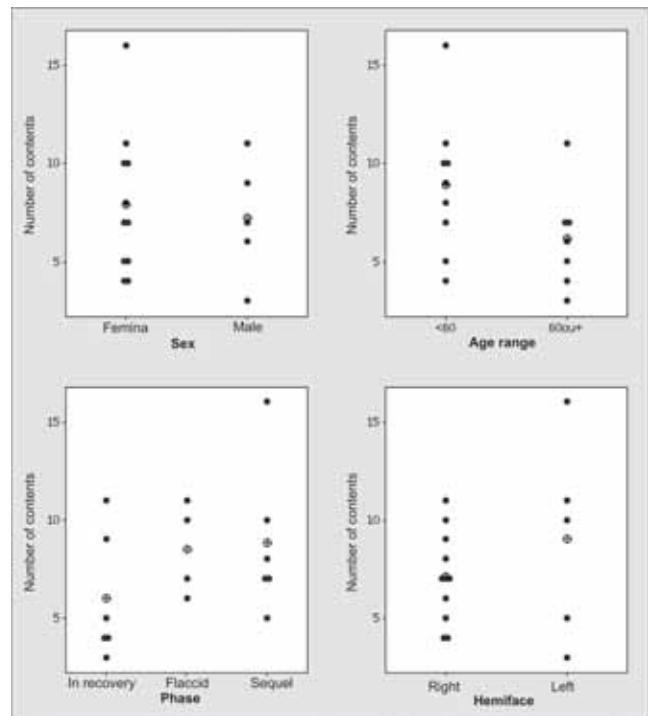 Number of contents
15
10
5
Femina Male
Sex
Number of contents
15
10
5
<60 60ou+
Age range
Number of contents
15
10
5
In recovery Flaccid Sequel
Phase
Number of contents
15
10
5
Right Left
Hemiface